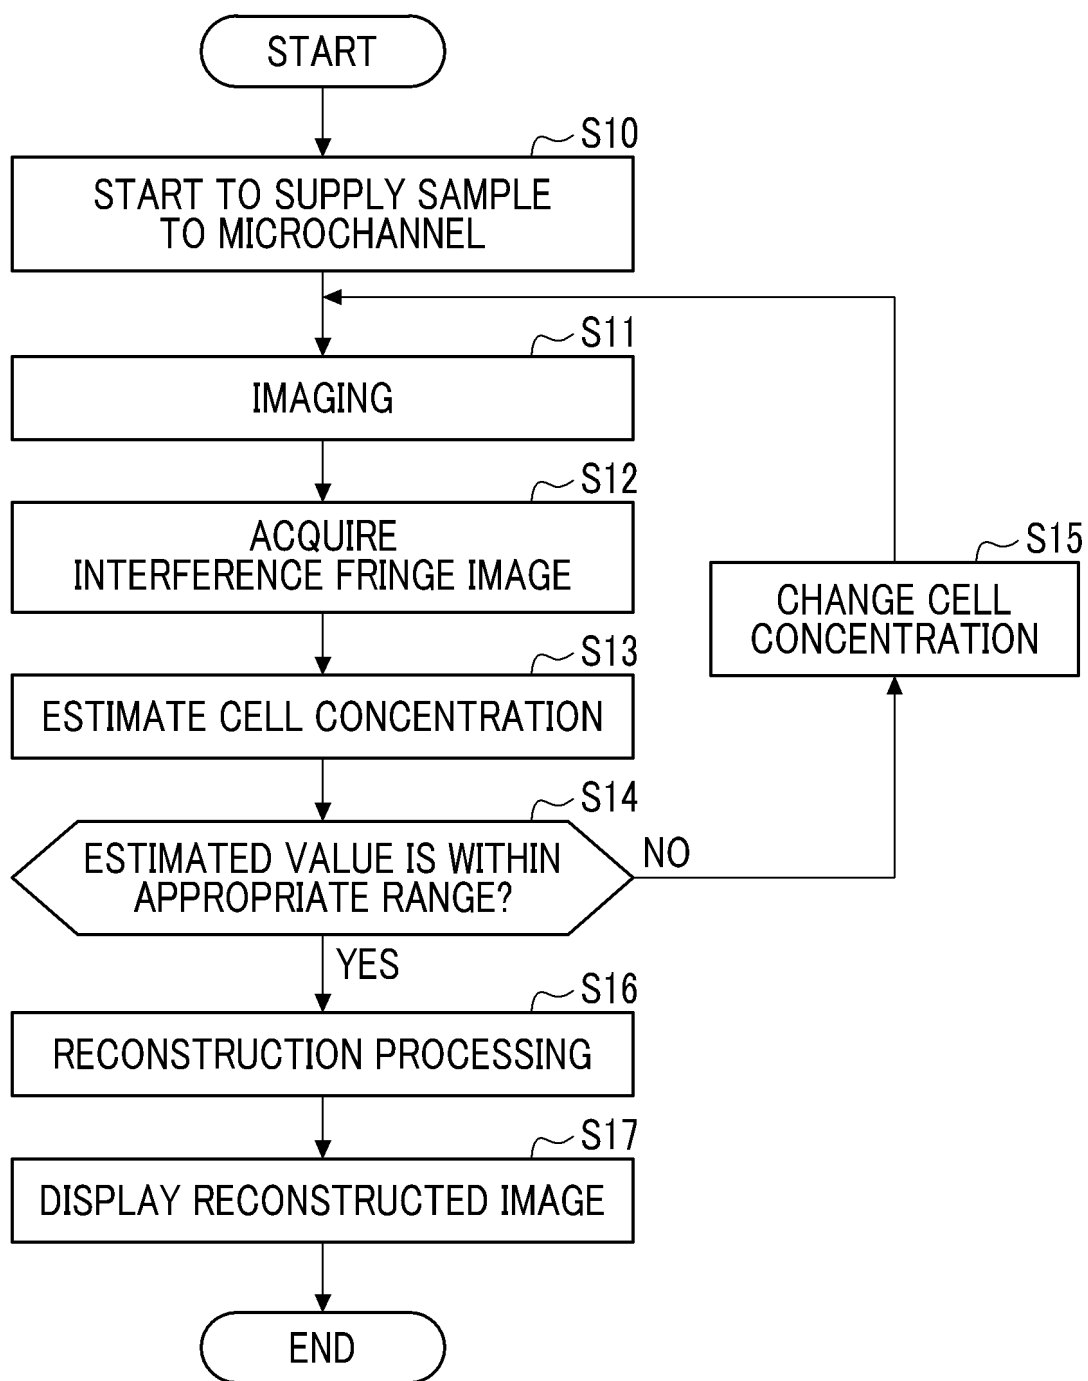 START
S10
START TO SUPPLY SAMPLE
TO MICROCHANNEL
S11
IMAGING
S12
ACQUIRE
INTERFERENCE FRINGE IMAGE
S15
CHANGE CELL
CONCENTRATION
S13
ESTIMATE CELL CONCENTRATION
S14
ESTIMATED VALUE IS WITHIN
APPROPRIATE RANGE?
NO
YES
S16
RECONSTRUCTION PROCESSING
S17
DISPLAY RECONSTRUCTED IMAGE
END